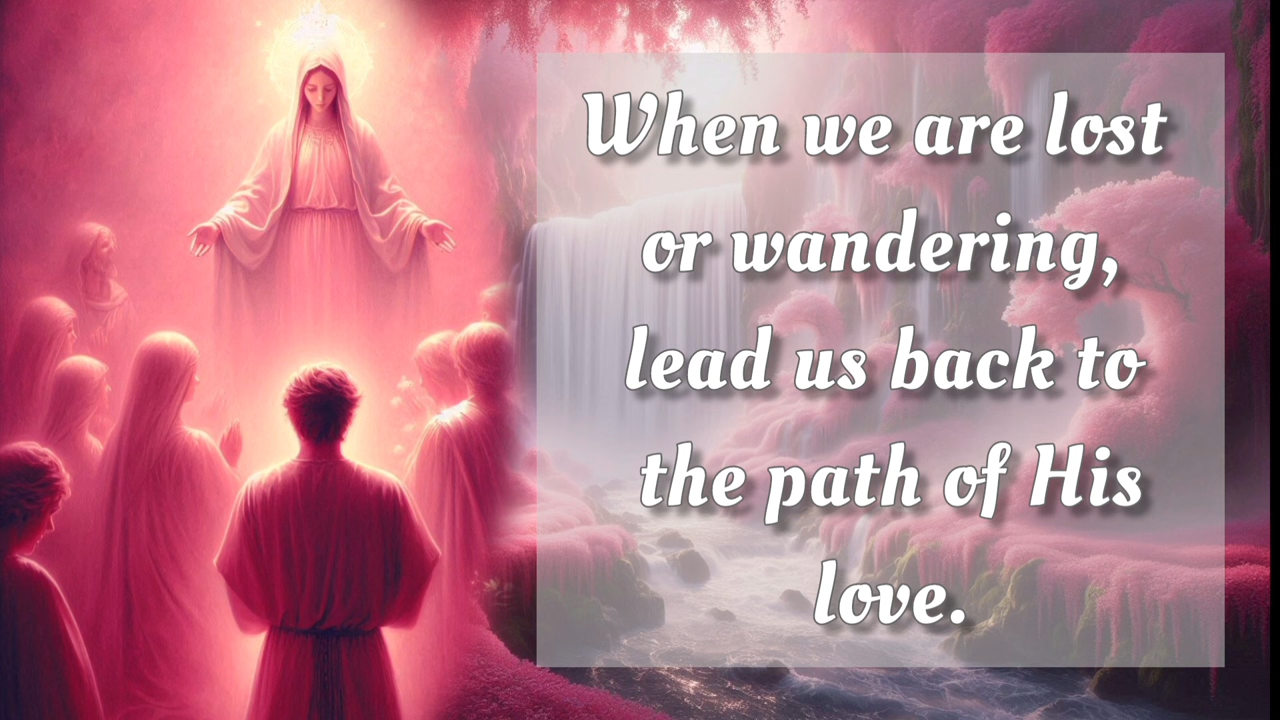 When we are lost
or wandering,
lead us back to
the path of His
love.